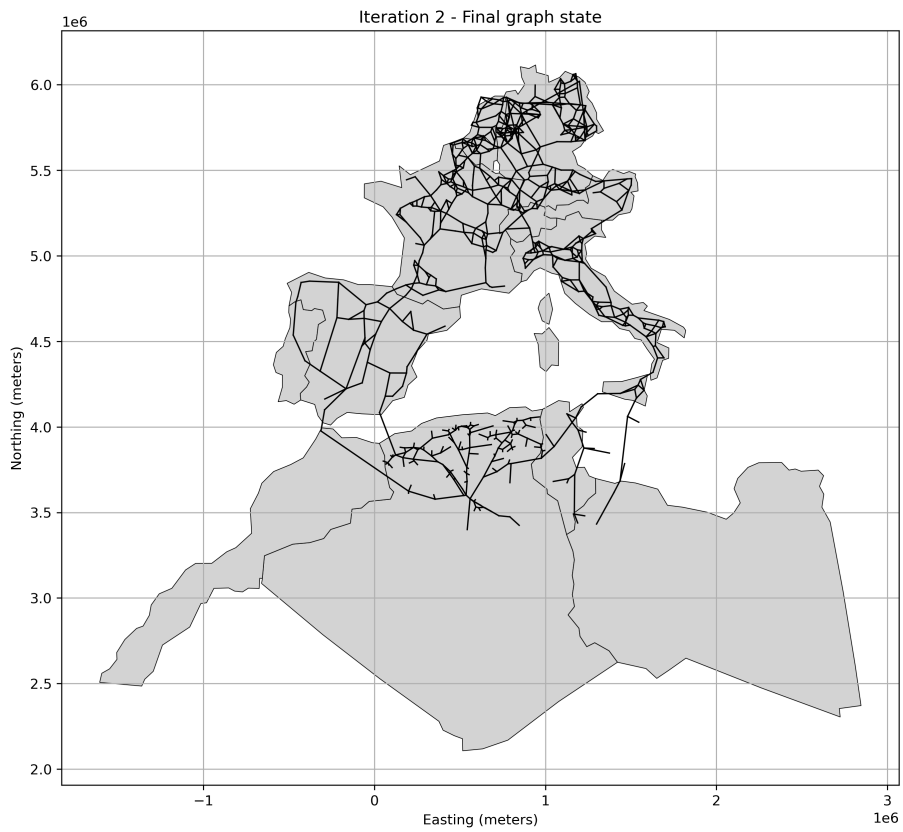 Iteration 2 - Final graph state
1e6
6.0
5.5
5.0
4.5
4.0
3.5
3.0
2.5
2.0
Northing (meters)
−1
0
1
2
3
1e6
Easting (meters)